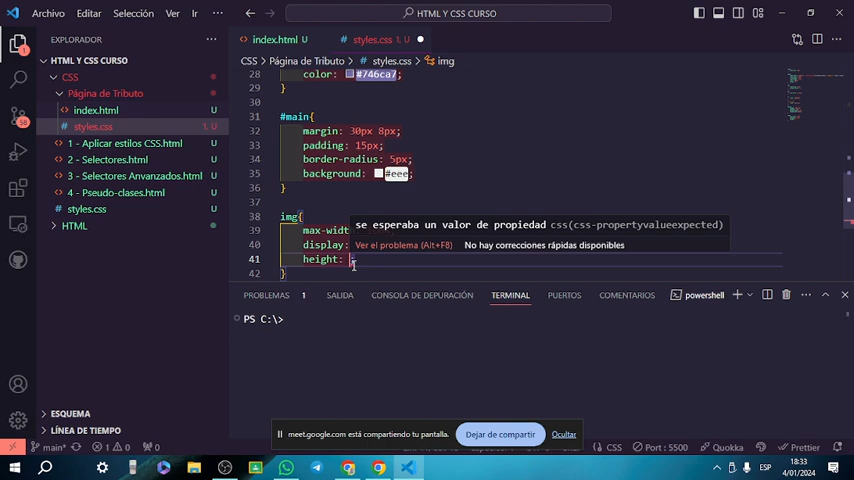 Archivo Editar Selección Ver Ir ··· HTML Y CSS CURSO
EXPLORADOR ···
HTML Y CSS CURSO
CSS
Página de Tributo
index.html U
styles.css 1, U
1 - Aplicar estilos CSS.html U
2 - Selectores.html U
3 - Selectores Anvanzados.html U
4 - Pseudo-clases.html U
styles.css U
HTML
ESQUEMA
LÍNEA DE TIEMPO
1
58
index.html U styles.css 1, U
CSS > Página de Tributo > styles.css > img
28 color: #746ca7;
29 }
30
31 #main{
32 margin: 30px 8px;
33 padding: 15px;
34 border-radius: 5px;
35 background: #eee;
36 }
37
38 img{
39 max-width
40 display:
41 height: ;
42 }
se esperaba un valor de propiedad css(css-propertyvalueexpected)
Ver el problema (Alt+F8) No hay correcciones rápidas disponibles
PROBLEMAS 1 SALIDA CONSOLA DE DEPURACIÓN TERMINAL PUERTOS COMENTARIOS powershell
PS C:\>
meet.google.com está compartiendo tu pantalla. Dejar de compartir Ocultar
main* 1 0 0 CSS Port : 5500 Quokka Prettier
ESP 18:33
4/01/2024